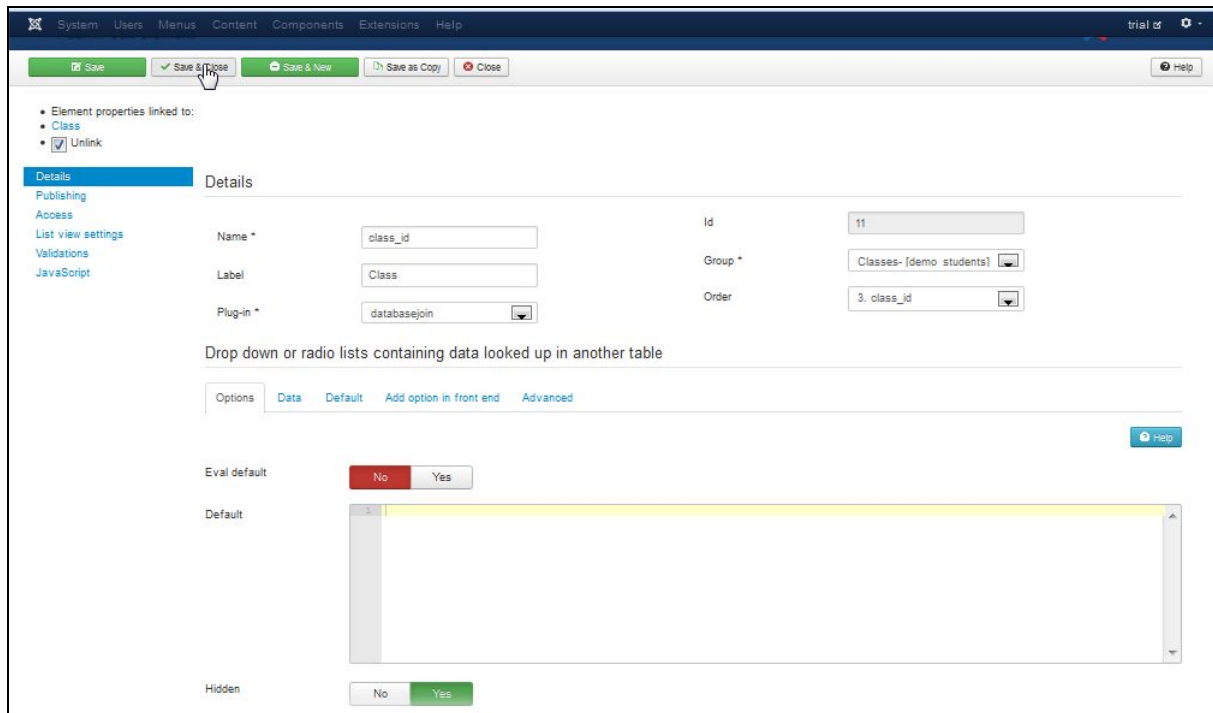 System Users Menus Content Components Extensions Help trial
Save Save & Close Save & New Save as Copy Close Help
Element properties linked to:
Class
Unlink
Details
Publishing
Access
List view settings
Validations
JavaScript
Details
Name * class_id
Label Class
Plug-in * databasejoin
Id 11
Group * Classes- [demo_students]
Order 3. class_id
Drop down or radio lists containing data looked up in another table
Options Data Default Add option in front end Advanced
Help
Eval default No Yes
Default 1
Hidden No Yes